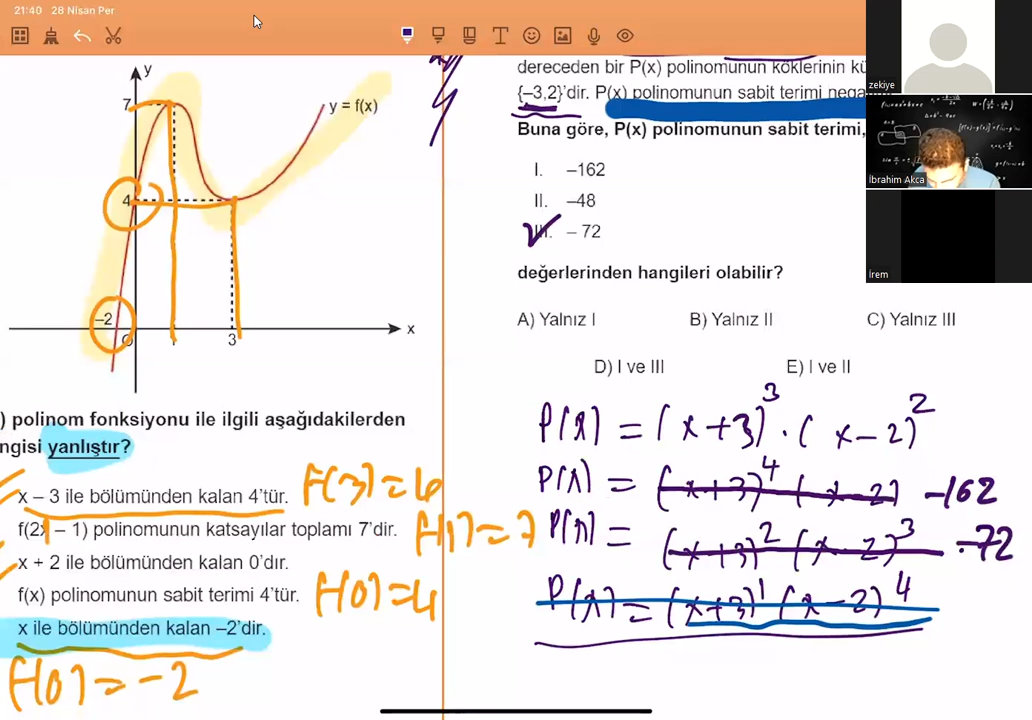 21:40 28 Nisan Per
y
7
y = f(x)
4
–2
O
1
3
x
) polinom fonksiyonu ile ilgili aşağıdakilerden
ngisi yanlıştır?
x – 3 ile bölümünden kalan 4'tür.
f(3)=4
f(2x – 1) polinomunun katsayılar toplamı 7'dir.
f(1)=7
x + 2 ile bölümünden kalan 0'dır.
f(x) polinomunun sabit terimi 4'tür.
f(0)=4
x ile bölümünden kalan –2'dir.
f(0)=-2
dereceden bir P(x) polinomunun köklerinin kü
{–3,2}'dir. P(x) polinomunun sabit terimi nega
Buna göre, P(x) polinomunun sabit terimi,
I. –162
II. –48
III. – 72
değerlerinden hangileri olabilir?
A) Yalnız I B) Yalnız II C) Yalnız III
D) I ve III E) I ve II
P(x) = (x+3)³ · (x-2)²
P(x) = (x+3)⁴ (x-2) -162
P(x) = (x+3)² (x-2)³ -72
P(x) = (x+3)¹ (x-2)⁴
zekiye
İbrahim Akca
İrem